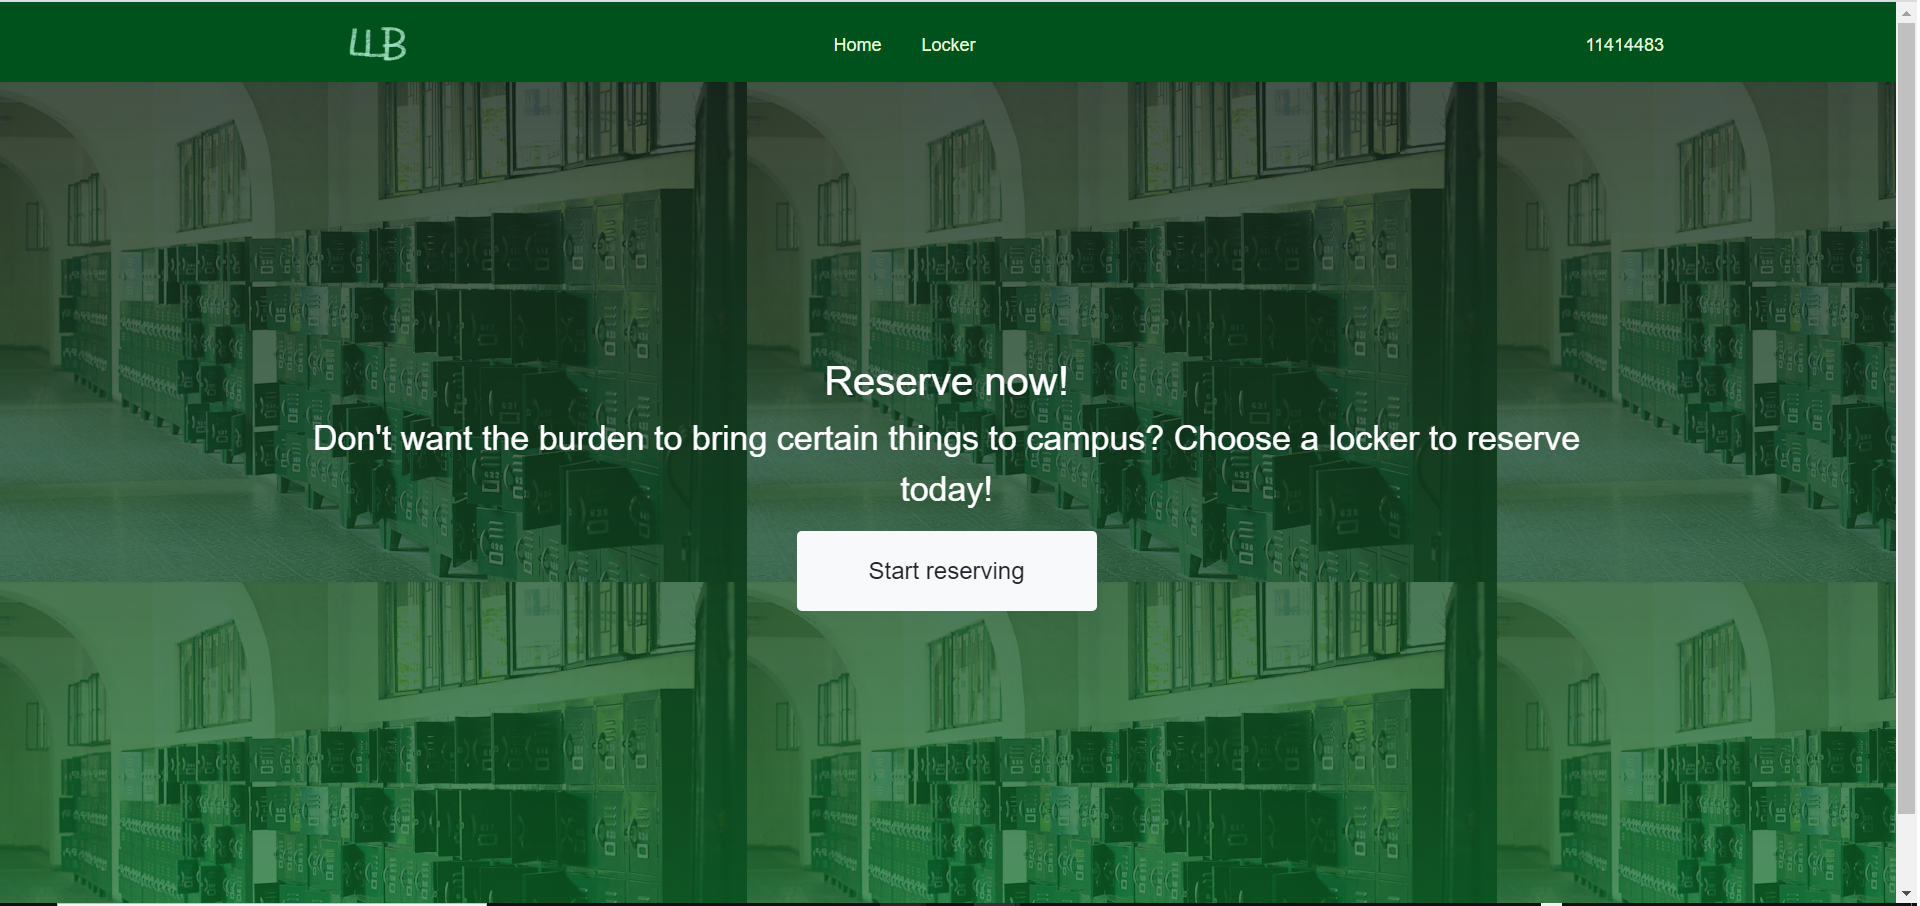 LLB
Home Locker 11414483
Reserve now!
Don't want the burden to bring certain things to campus? Choose a locker to reserve
today!
Start reserving